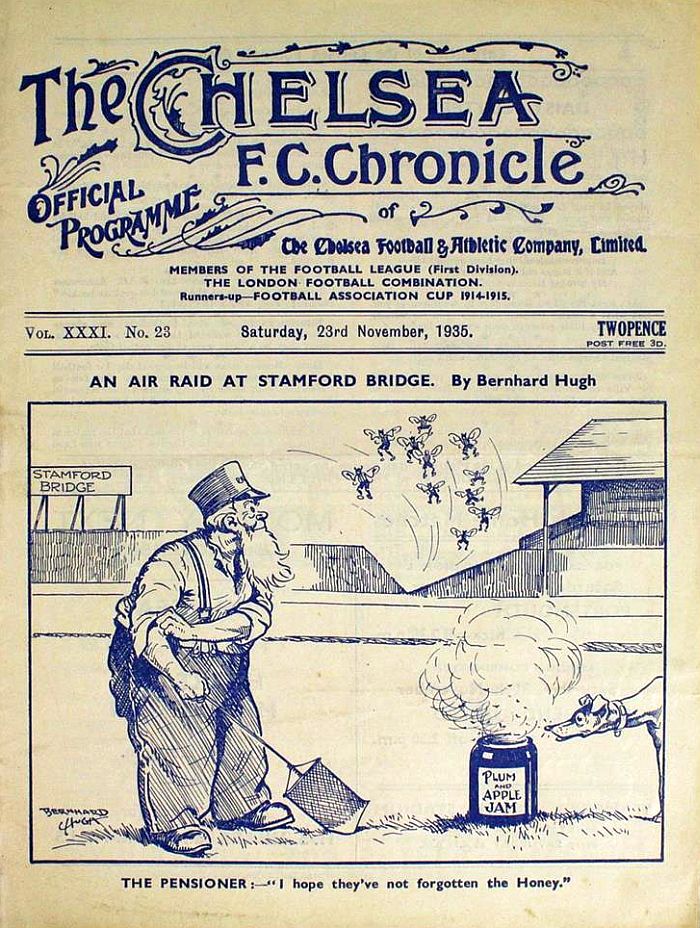 The CHELSEA
F.C. Chronicle
OFFICIAL
PROGRAMME
of
The Chelsea Football & Athletic Company, Limited.
MEMBERS OF THE FOOTBALL LEAGUE (First Division).
THE LONDON FOOTBALL COMBINATION.
Runners-up—FOOTBALL ASSOCIATION CUP 1914-1915.
VOL. XXXI. No. 23 Saturday, 23rd November, 1935. TWOPENCE
POST FREE 3D.
AN AIR RAID AT STAMFORD BRIDGE. By Bernhard Hugh
STAMFORD
BRIDGE
PLUM
AND
APPLE
JAM
BERNHARD
HUGH
THE PENSIONER:—"I hope they've not forgotten the Honey."